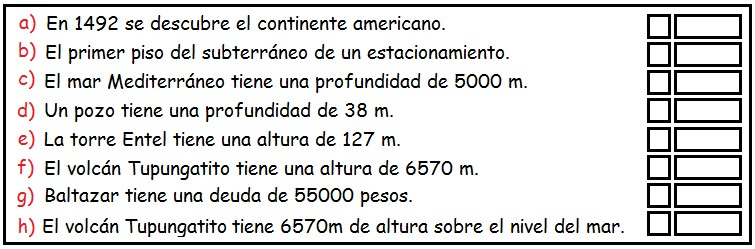 a) En 1492 se descubre el continente americano.
b) El primer piso del subterráneo de un estacionamiento.
c) El mar Mediterráneo tiene una profundidad de 5000 m.
d) Un pozo tiene una profundidad de 38 m.
e) La torre Entel tiene una altura de 127 m.
f) El volcán Tupungatito tiene una altura de 6570 m.
g) Baltazar tiene una deuda de 55000 pesos.
h) El volcán Tupungatito tiene 6570m de altura sobre el nivel del mar.